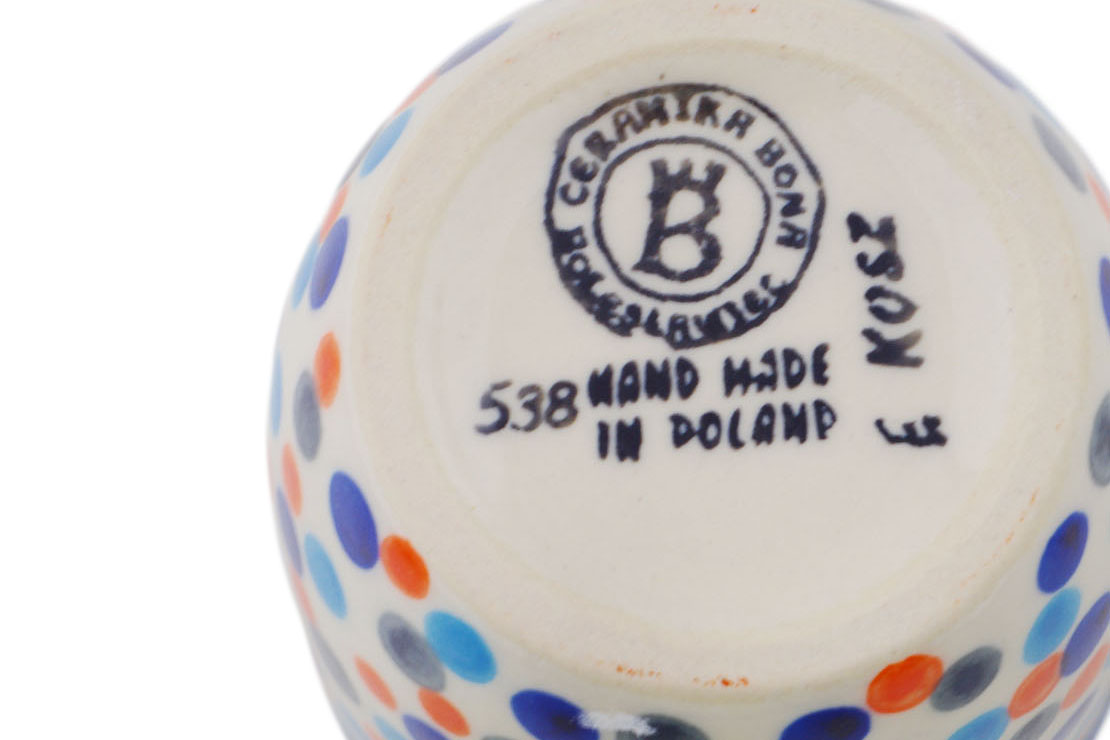 CERAMIKA BONA
BOLESLAWIEC
B
538 HAND MADE
IN POLAND
KOSZ
E